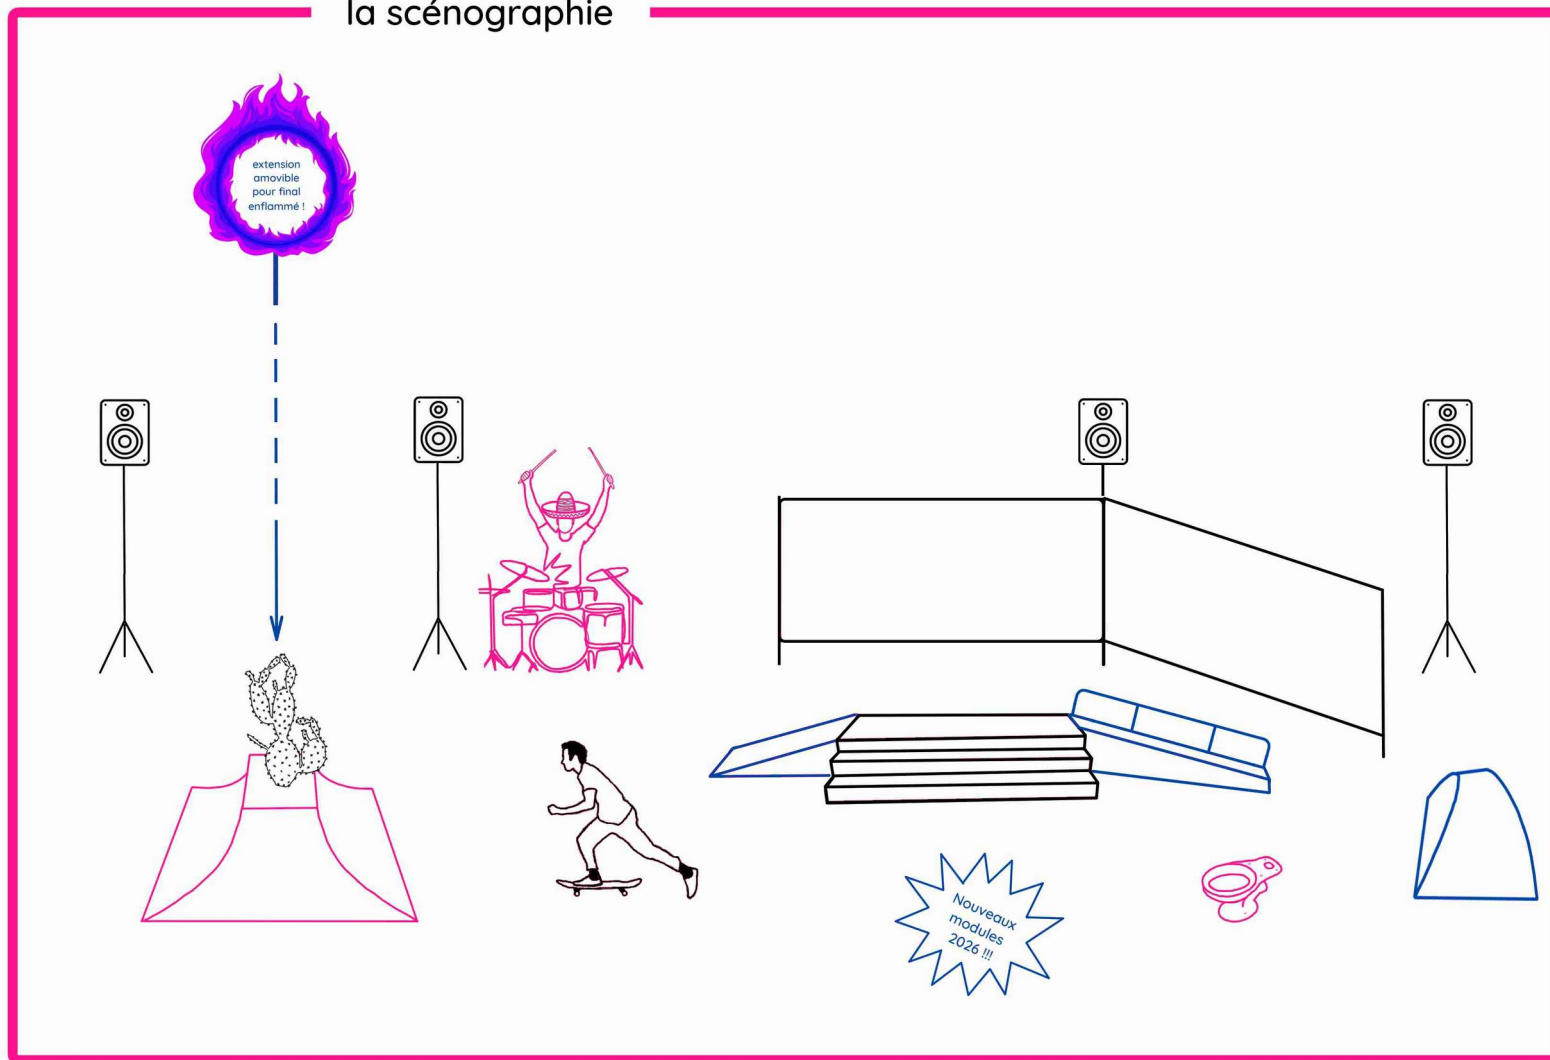 la scénographie
extension
amovible
pour final
enflammé !
Nouveaux
modules
2026 !!!